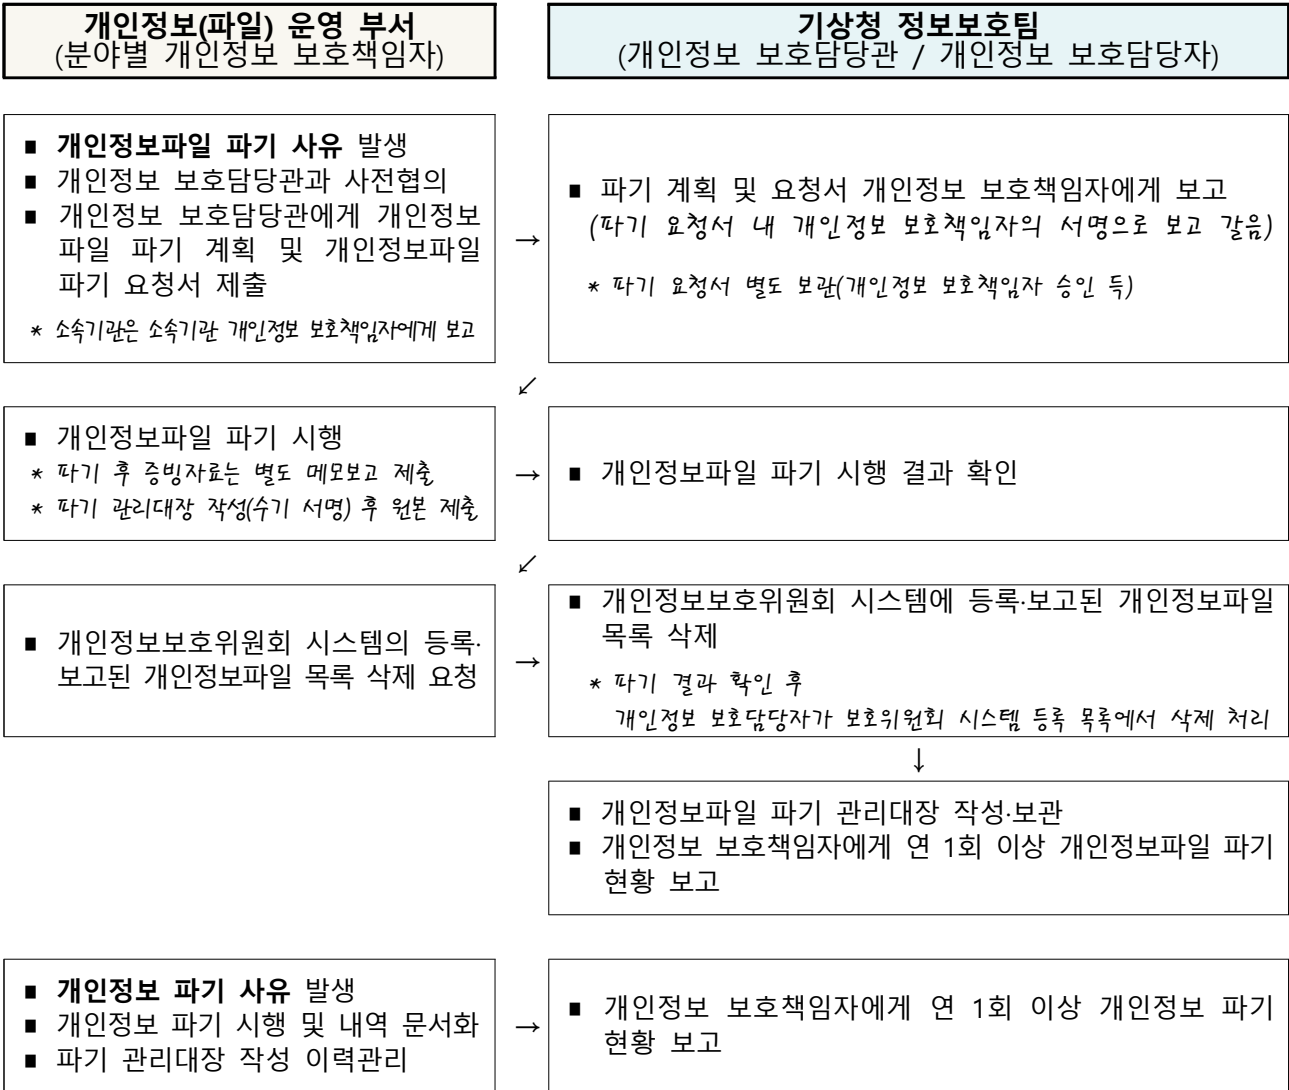 개인정보(파일) 운영 부서
(분야별 개인정보 보호책임자)
기상청 정보보호팀
(개인정보 보호담당관 / 개인정보 보호담당자)
■ 개인정보파일 파기 사유 발생
■ 개인정보 보호담당관과 사전협의
■ 개인정보 보호담당관에게 개인정보
파일 파기 계획 및 개인정보파일
파기 요청서 제출
* 소속기관은 소속기관 개인정보 보호책임자에게 보고
→
■ 파기 계획 및 요청서 개인정보 보호책임자에게 보고
(파기 요청서 내 개인정보 보호책임자의 서명으로 보고 갈음)
* 파기 요청서 별도 보관(개인정보 보호책임자 승인 득)
↙
■ 개인정보파일 파기 시행
* 파기 후 증빙자료는 별도 메모보고 제출
* 파기 관리대장 작성(수기 서명) 후 원본 제출
→
■ 개인정보파일 파기 시행 결과 확인
↙
■ 개인정보보호위원회 시스템의 등록·
보고된 개인정보파일 목록 삭제 요청
→
■ 개인정보보호위원회 시스템에 등록·보고된 개인정보파일
목록 삭제
* 파기 결과 확인 후
개인정보 보호담당자가 보호위원회 시스템 등록 목록에서 삭제 처리
↓
■ 개인정보파일 파기 관리대장 작성·보관
■ 개인정보 보호책임자에게 연 1회 이상 개인정보파일 파기
현황 보고
■ 개인정보 파기 사유 발생
■ 개인정보 파기 시행 및 내역 문서화
■ 파기 관리대장 작성 이력관리
→
■ 개인정보 보호책임자에게 연 1회 이상 개인정보 파기
현황 보고